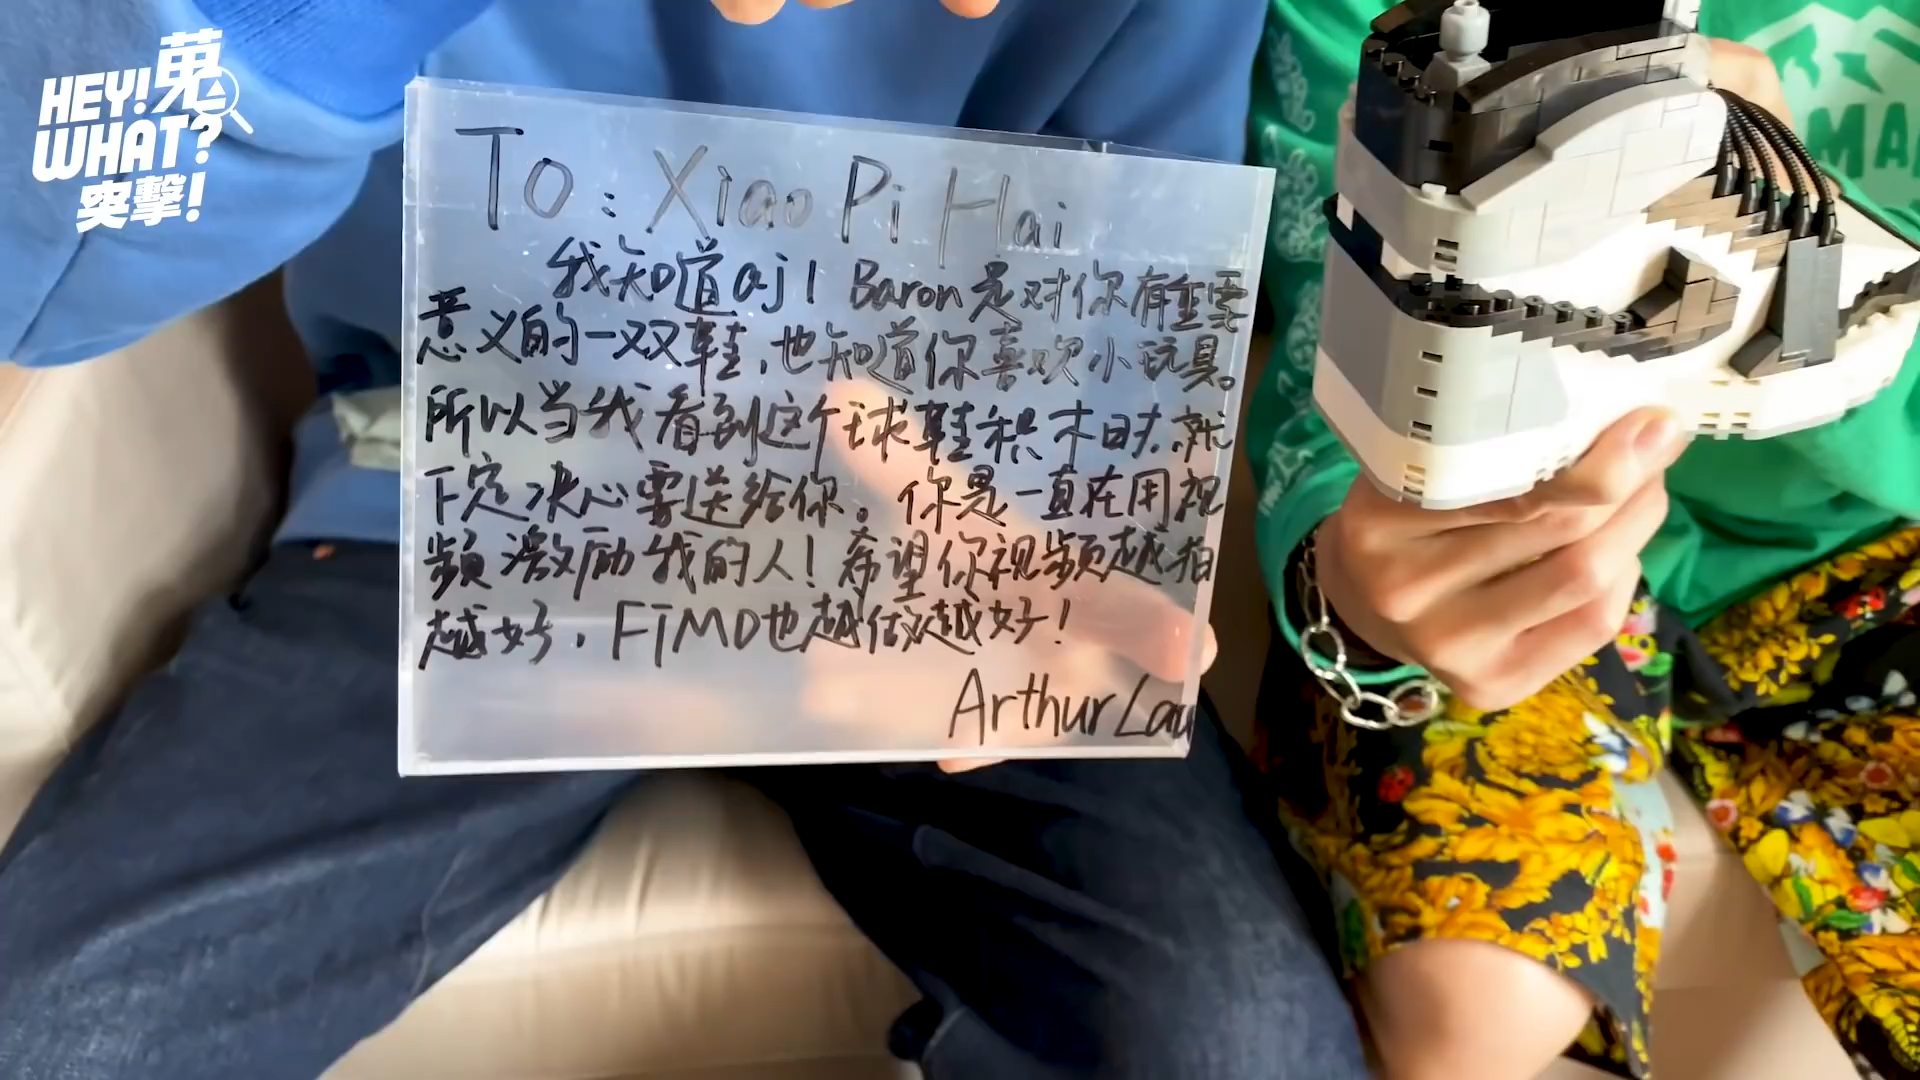 HEY!蒐
WHAT?
突擊!
To: Xiao Pi Hai
我知道aj1 Baron是对你有重要
意义的一双鞋,也知道你喜欢小玩具。
所以当我看到这个球鞋积木时,就
下定决心要送给你。你是一直在用视
频激励我的人!希望你视频越拍
越好,FiMD也越做越好!
Arthur Lau
MA